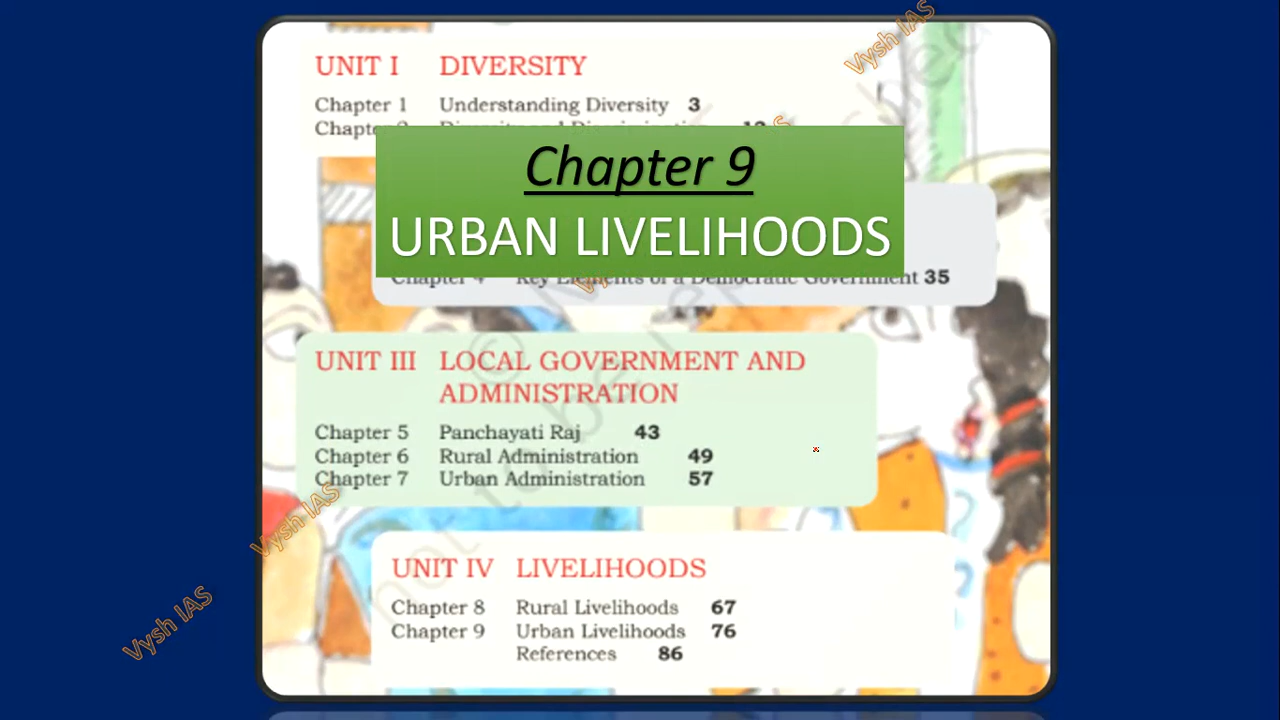 Vysh IAS
UNIT I DIVERSITY
Chapter 1 Understanding Diversity 3
Chapter 9
URBAN LIVELIHOODS
Chapter 4 Key Elements of a Democratic Government 35
UNIT III LOCAL GOVERNMENT AND
ADMINISTRATION
Chapter 5 Panchayati Raj 43
Chapter 6 Rural Administration 49
Chapter 7 Urban Administration 57
Vysh IAS
UNIT IV LIVELIHOODS
Chapter 8 Rural Livelihoods 67
Chapter 9 Urban Livelihoods 76
References 86
Vysh IAS